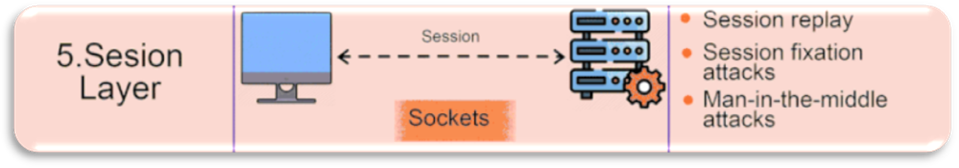 5.Sesion
Layer
Session
Sockets
Session replay
Session fixation
attacks
Man-in-the-middle
attacks